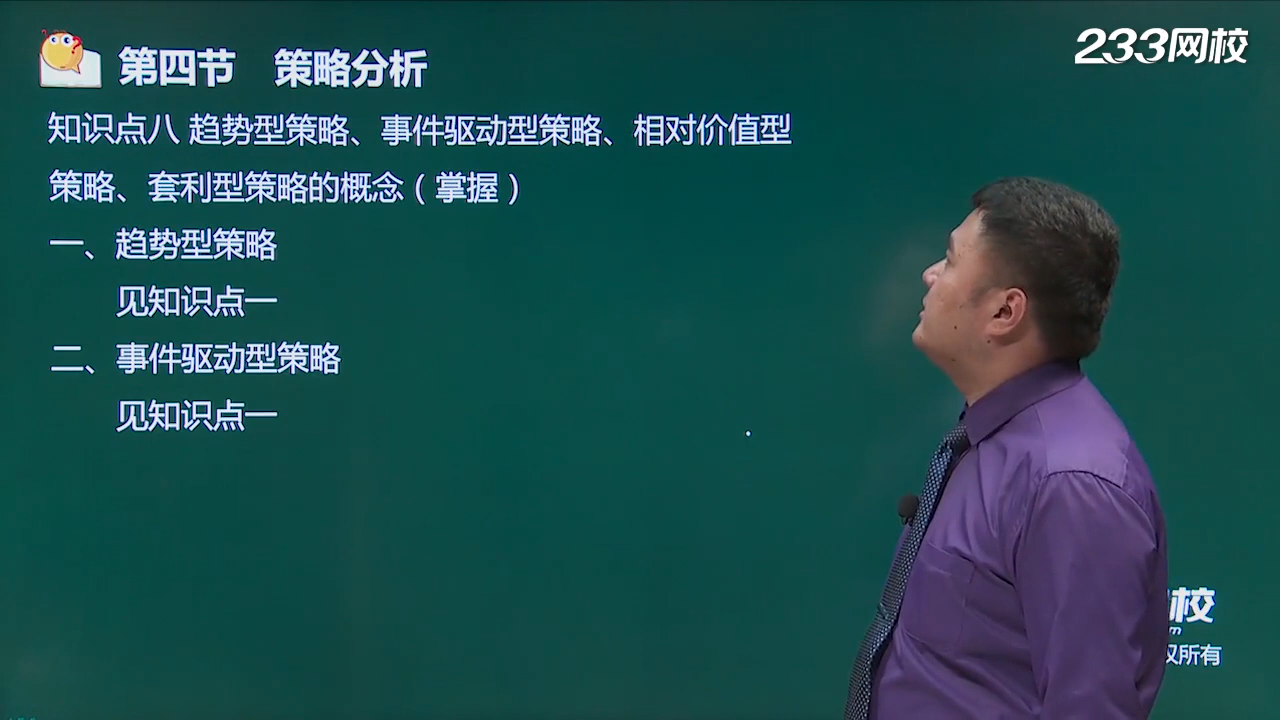 233网校
第四节 策略分析
知识点八 趋势型策略、事件驱动型策略、相对价值型
策略、套利型策略的概念（掌握）
一、趋势型策略
见知识点一
二、事件驱动型策略
见知识点一
校
m
所有